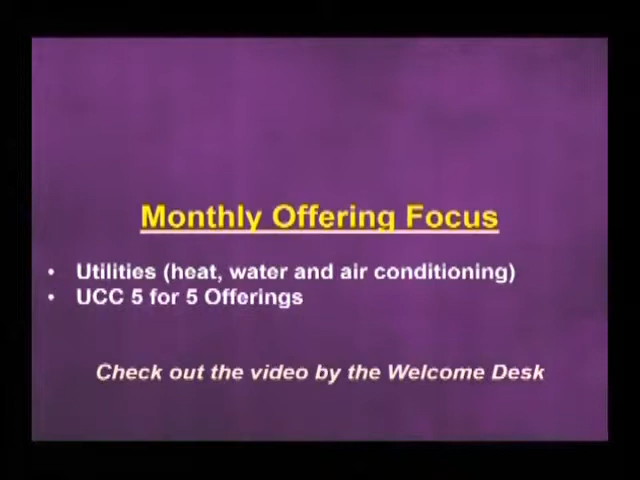 Monthly Offering Focus
• Utilities (heat, water and air conditioning)
• UCC 5 for 5 Offerings
Check out the video by the Welcome Desk